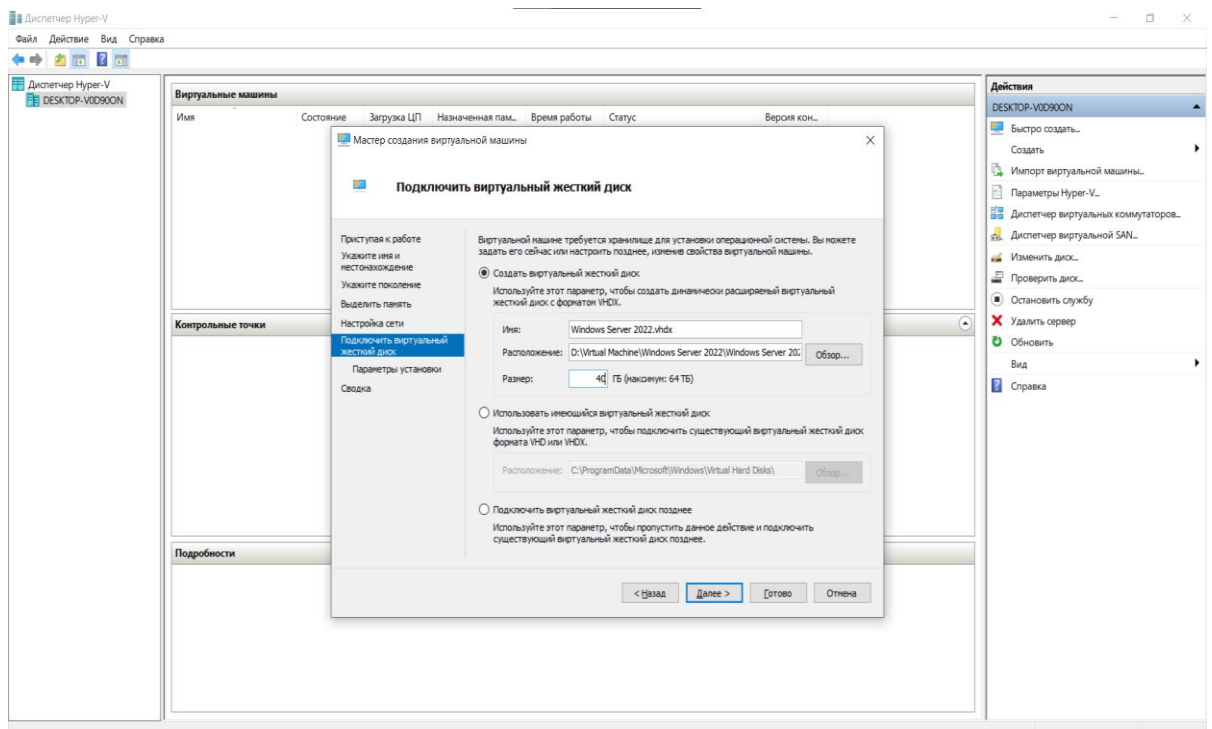 Диспетчер Hyper-V
Файл Действие Вид Справка
Диспетчер Hyper-V
DESKTOP-V0D90ON
Виртуальные машины
Имя Состояние Загрузка ЦП Назначенная пам... Время работы Статус Версия кон...
Контрольные точки
Подробности
Мастер создания виртуальной машины
Подключить виртуальный жесткий диск
Приступая к работе
Укажите имя и
местонахождение
Укажите поколение
Выделить память
Настройка сети
Подключить виртуальный
жесткий диск
Параметры установки
Сводка
Виртуальной машине требуется хранилище для установки операционной системы. Вы можете
задать его сейчас или настроить позднее, изменив свойства виртуальной машины.
Создать виртуальный жесткий диск
Используйте этот параметр, чтобы создать динамически расширяемый виртуальный
жесткий диск с форматом VHDX.
Имя: Windows Server 2022.vhdx
Расположение: D:\Virtual Machine\Windows Server 2022\Windows Server 202 Обзор...
Размер: 40 ГБ (максимум: 64 ТБ)
Использовать имеющийся виртуальный жесткий диск
Используйте этот параметр, чтобы подключить существующий виртуальный жесткий диск
формата VHD или VHDX.
Расположение: C:\ProgramData\Microsoft\Windows\Virtual Hard Disks\ Обзор...
Подключить виртуальный жесткий диск позднее
Используйте этот параметр, чтобы пропустить данное действие и подключить
существующий виртуальный жесткий диск позднее.
< Назад Далее > Готово Отмена
Действия
DESKTOP-V0D90ON
Быстро создать...
Создать
Импорт виртуальной машины...
Параметры Hyper-V...
Диспетчер виртуальных коммутаторов...
Диспетчер виртуальной SAN...
Изменить диск...
Проверить диск...
Остановить службу
Удалить сервер
Обновить
Вид
Справка